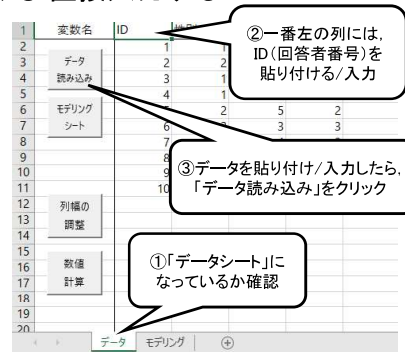 変数名 ID
②一番左の列には,
ID(回答者番号)を
貼り付ける/入力
データ
読み込み
モデリング
シート
列幅の
調整
数値
計算
1
2
3
4
5
6
7
8
9
10
11
12
13
14
15
16
17
18
19
20
1
2 2
3 1
4 1
2 5 2
6 3 3
7
8
9
10
③データを貼り付け/入力したら,
「データ読み込み」をクリック
①「データシート」に
なっているか確認
データ モデリング